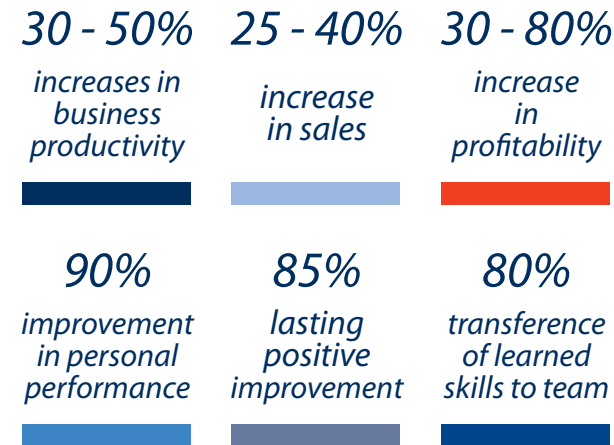 30 - 50%
increases in
business
productivity
25 - 40%
increase
in sales
30 - 80%
increase
in
profitability
90%
improvement
in personal
performance
85%
lasting
positive
improvement
80%
transference
of learned
skills to team